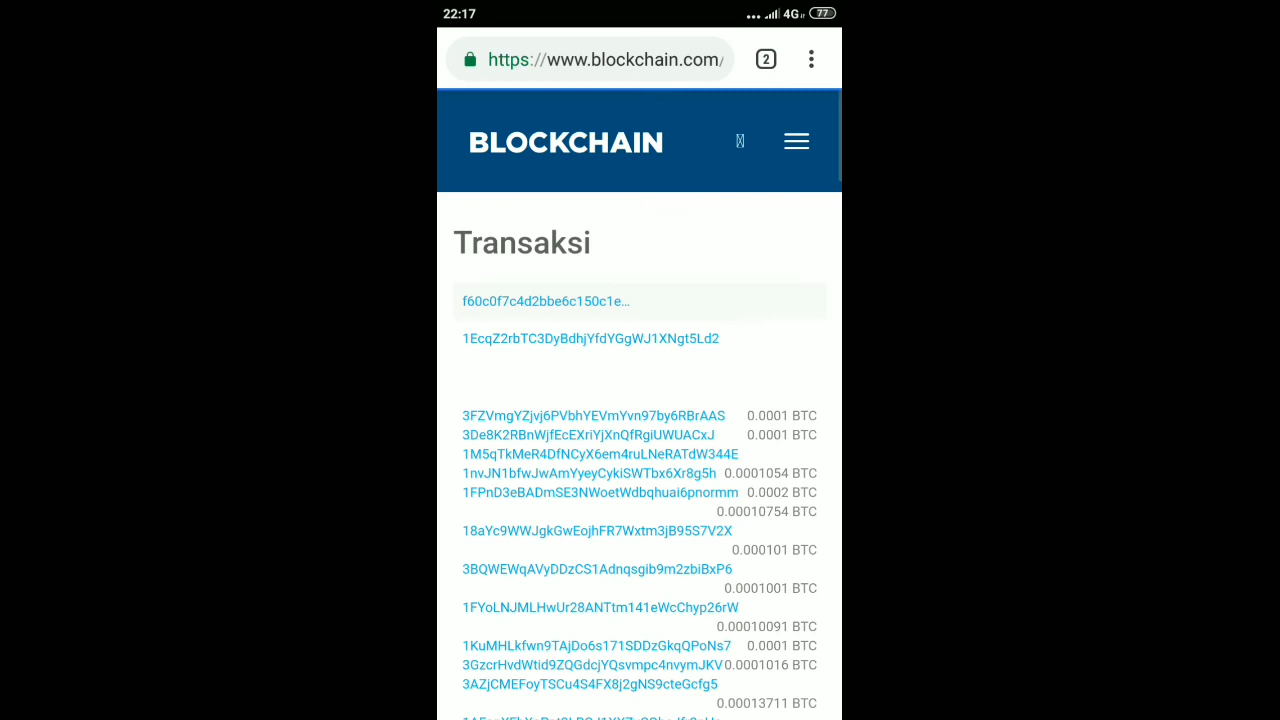 22:17
4G
77
https://www.blockchain.com/
2
BLOCKCHAIN
Transaksi
f60c0f7c4d2bbe6c150c1e...
1EcqZ2rbTC3DyBdhjYfdYGgWJ1XNgt5Ld2
3FZVmgYZjvj6PVbhYEVmYvn97by6RBrAAS 0.0001 BTC
3De8K2RBnWjfEcEXriYjXnQfRgiUWUACxJ 0.0001 BTC
1M5qTkMeR4DfNCyX6em4ruLNeRATdW344E
1nvJN1bfwJwAmYyeyCykiSWTbx6Xr8g5h 0.0001054 BTC
1FPnD3eBADmSE3NWoetWdbqhuai6pnormm 0.0002 BTC
0.00010754 BTC
18aYc9WWJgkGwEojhFR7Wxtm3jB95S7V2X
0.000101 BTC
3BQWEWqAVyDDzCS1Adnqsgib9m2zbiBxP6
0.0001001 BTC
1FYoLNJMLHwUr28ANTtm141eWcChyp26rW
0.00010091 BTC
1KuMHLkfwn9TAjDo6s171SDDzGkqQPoNs7 0.0001 BTC
3GzcrHvdWtid9ZQGdcjYQsvmpc4nvymJKV 0.0001016 BTC
3AZjCMEFoyTSCu4S4FX8j2gNS9cteGcfg5
0.00013711 BTC